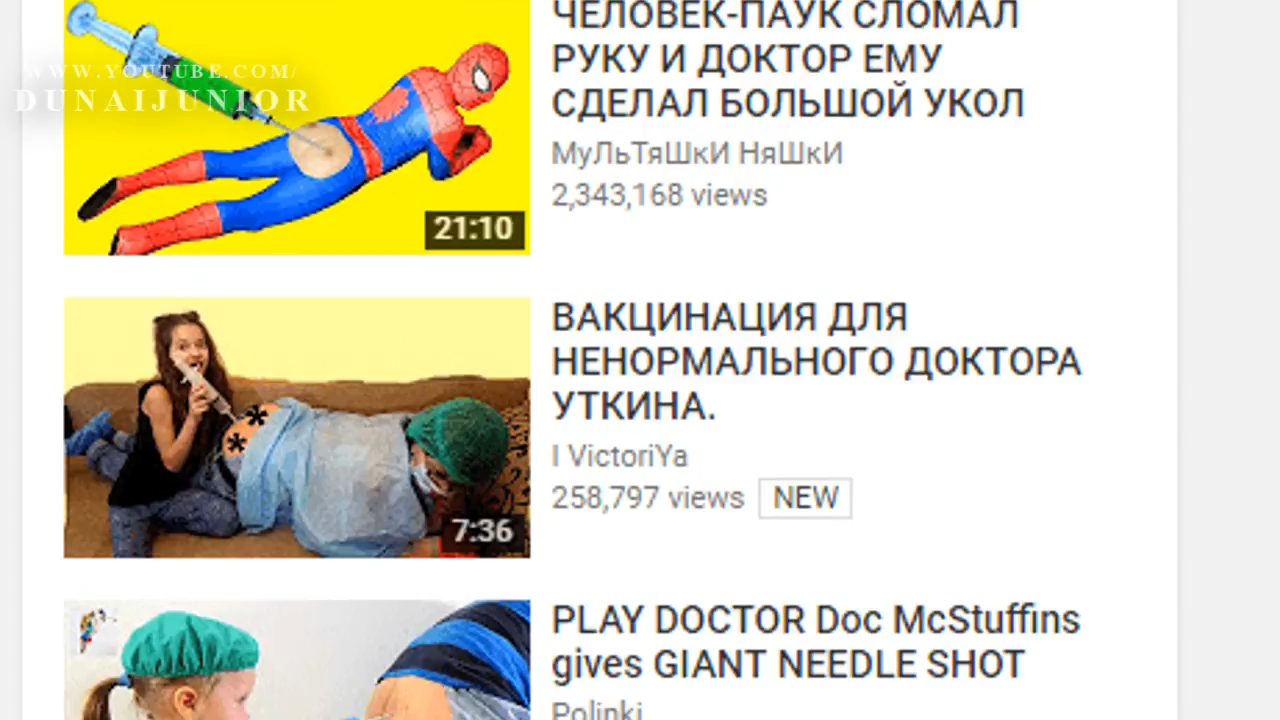 ЧЕЛОВЕК-ПАУК СЛОМАЛ
РУКУ И ДОКТОР ЕМУ
СДЕЛАЛ БОЛЬШОЙ УКОЛ
МуЛьТяШкИ НяШкИ
2,343,168 views
WWW.YOUTUBE.COM/
DUNAIJUNIOR
21:10
ВАКЦИНАЦИЯ ДЛЯ
НЕНОРМАЛЬНОГО ДОКТОРА
УТКИНА.
I VictoriYa
258,797 views NEW
7:36
PLAY DOCTOR Doc McStuffins
gives GIANT NEEDLE SHOT
Polinki